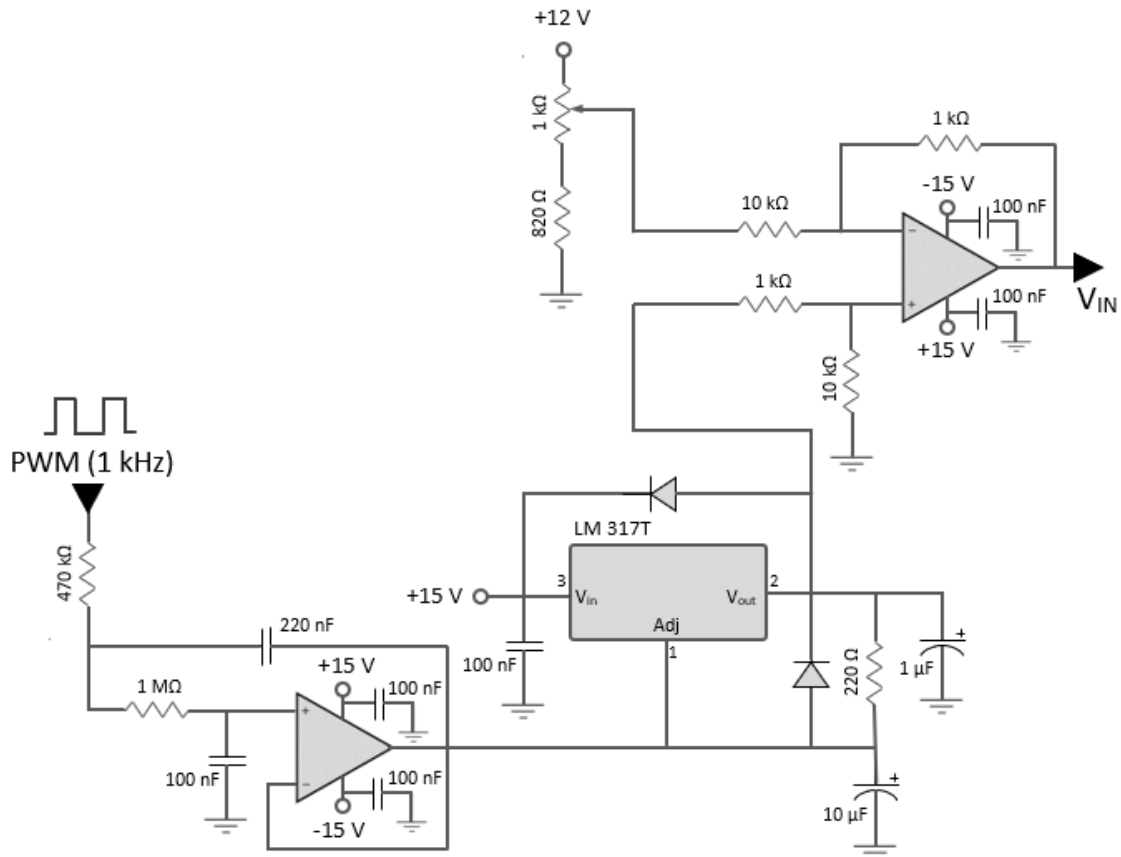 +12 V
1 kΩ
820 Ω
1 kΩ
-15 V
100 nF
10 kΩ
−
1 kΩ
+
100 nF
+15 V
V_IN
10 kΩ
PWM (1 kHz)
470 kΩ
LM 317T
+15 V
3
V_in
V_out
2
Adj
1
100 nF
220 Ω
+
1 µF
220 nF
+15 V
100 nF
1 MΩ
+
100 nF
−
100 nF
-15 V
+
10 µF